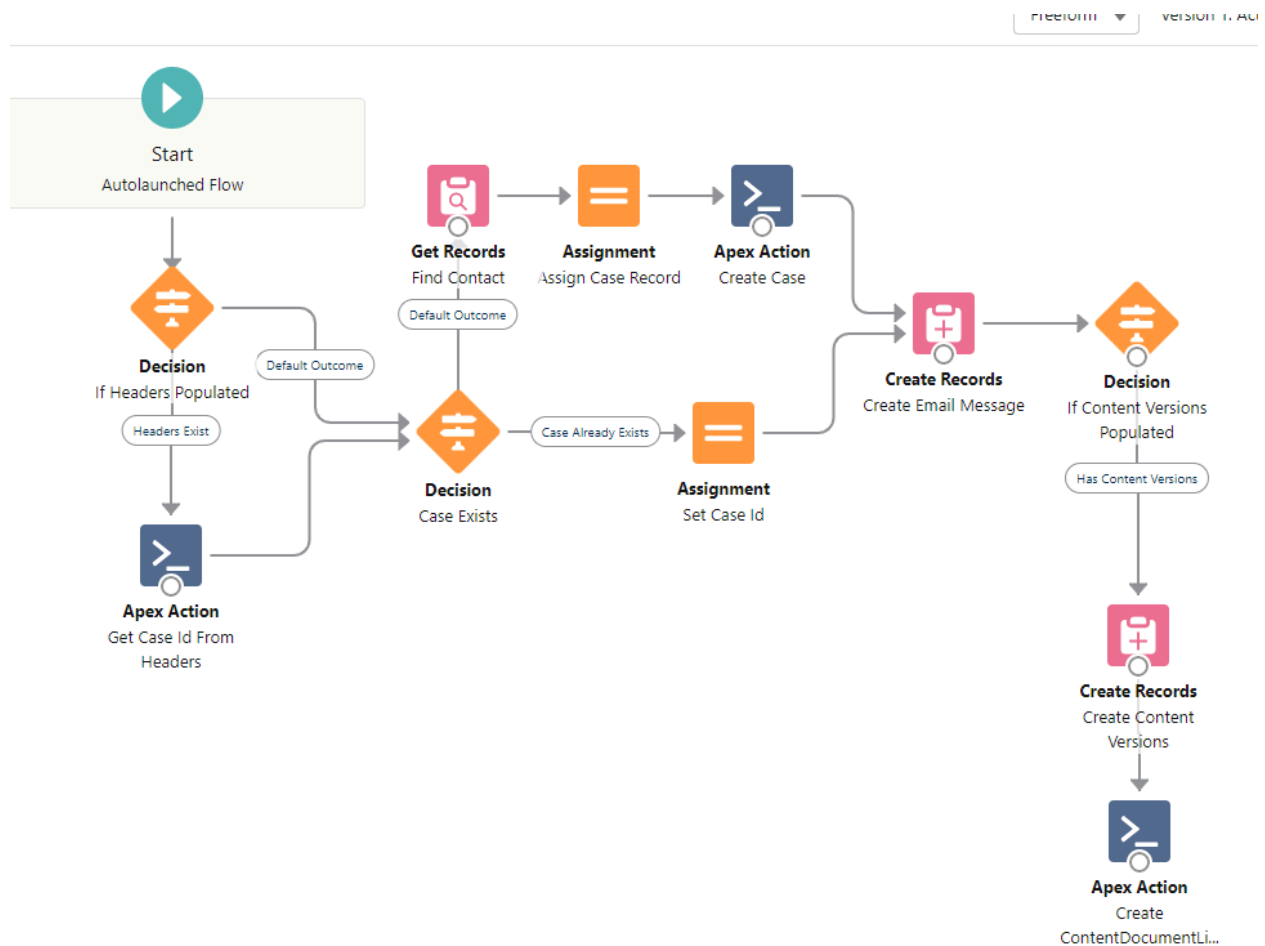 Freeform
Version 1:
Start
Autolaunched Flow
Get Records
Find Contact
Assignment
Assign Case Record
Apex Action
Create Case
Default Outcome
Decision
If Headers Populated
Default Outcome
Headers Exist
Create Records
Create Email Message
Decision
If Content Versions
Populated
Case Already Exists
Decision
Case Exists
Assignment
Set Case Id
Has Content Versions
Apex Action
Get Case Id From
Headers
Create Records
Create Content
Versions
Apex Action
Create
ContentDocumentLi...